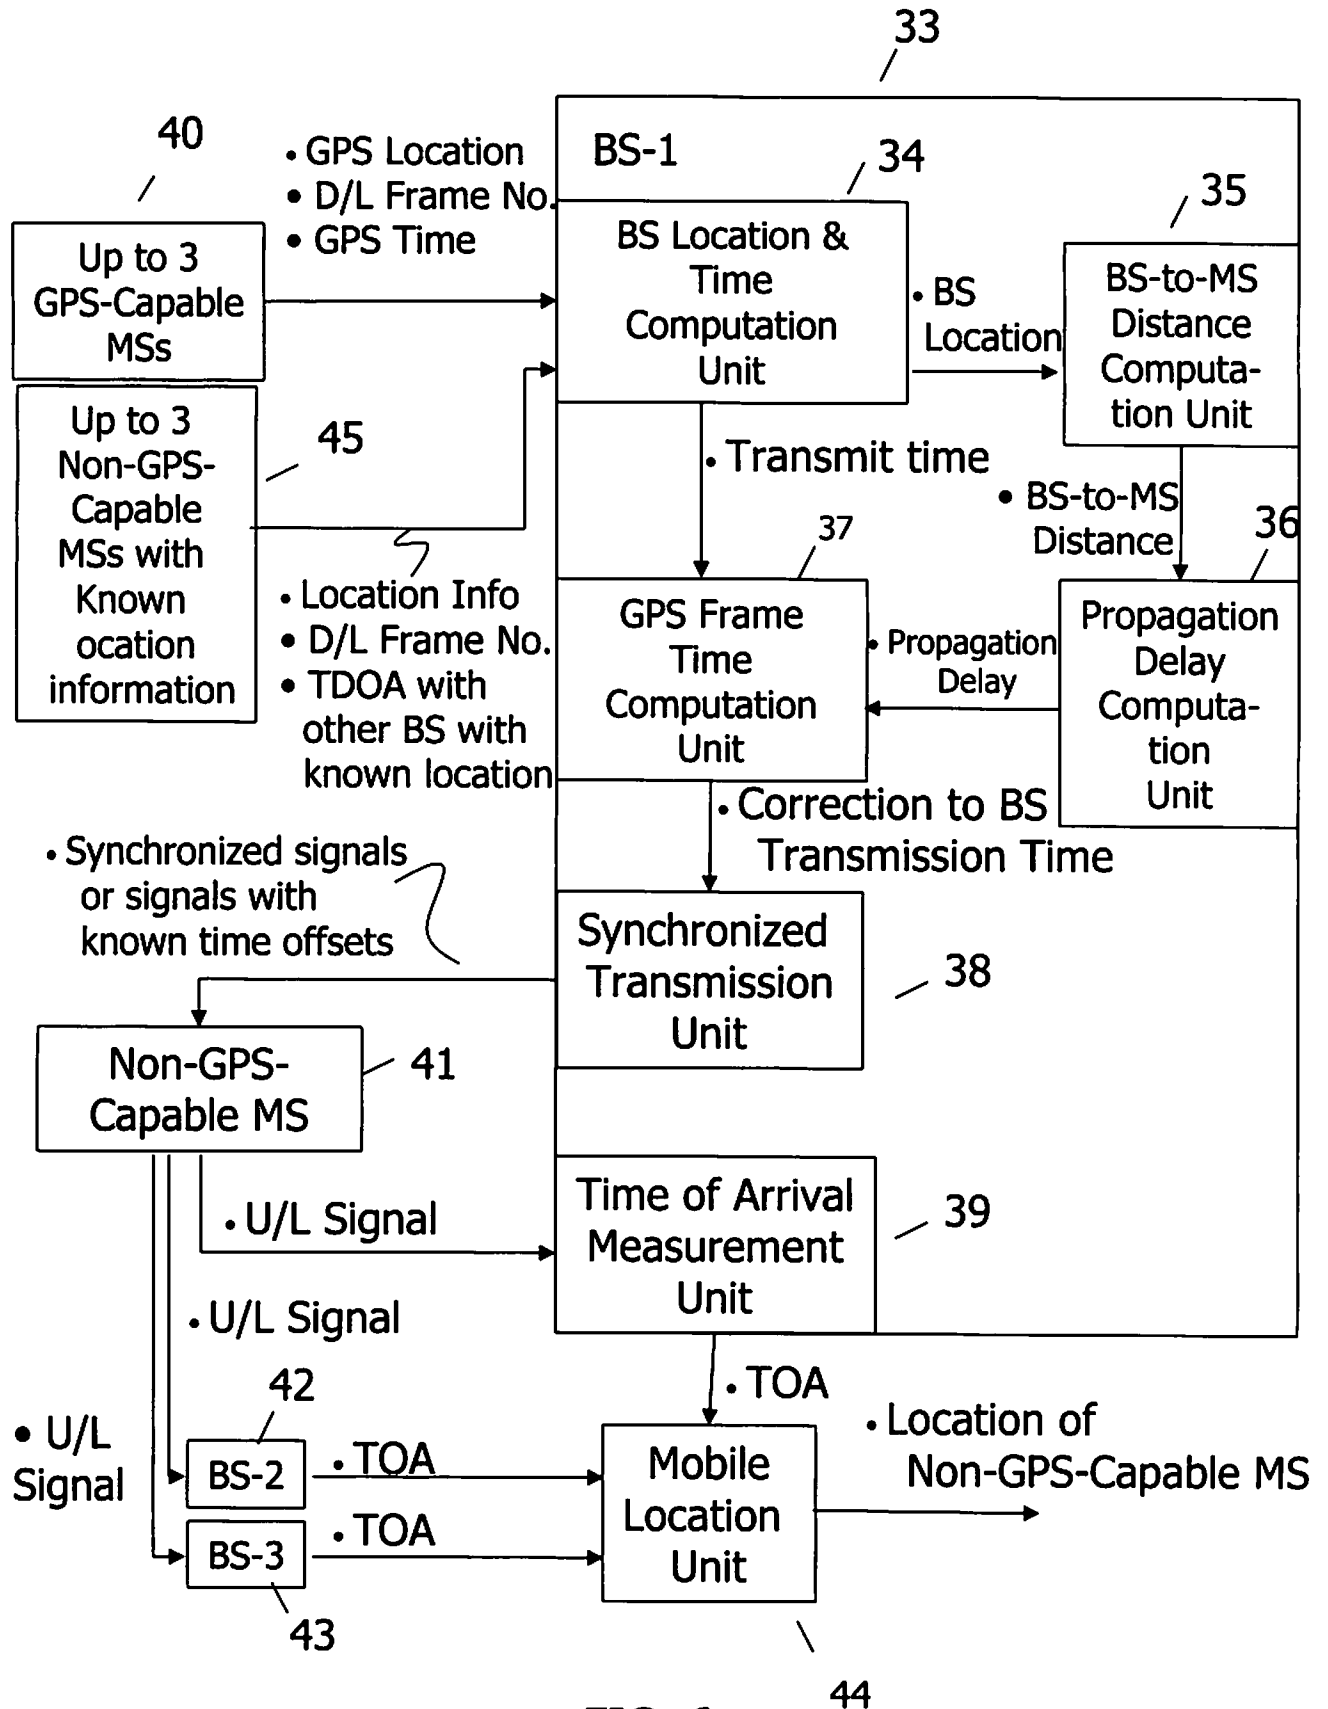 33
40
• GPS Location
• D/L Frame No.
• GPS Time
BS-1
34
35
Up to 3
GPS-Capable
MSs
BS Location &
Time
Computation
Unit
• BS
Location
BS-to-MS
Distance
Computa-
tion Unit
Up to 3
Non-GPS-
Capable
MSs with
Known
ocation
information
45
• Transmit time
• BS-to-MS
Distance
36
37
• Location Info
• D/L Frame No.
• TDOA with
other BS with
known location
GPS Frame
Time
Computation
Unit
• Propagation
Delay
Propagation
Delay
Computa-
tion
Unit
• Correction to BS
Transmission Time
• Synchronized signals
or signals with
known time offsets
Synchronized
Transmission
Unit
38
Non-GPS-
Capable MS
41
• U/L Signal
Time of Arrival
Measurement
Unit
39
• U/L Signal
• TOA
42
• U/L
Signal
BS-2
• TOA
BS-3
• TOA
43
Mobile
Location
Unit
• Location of
Non-GPS-Capable MS
44